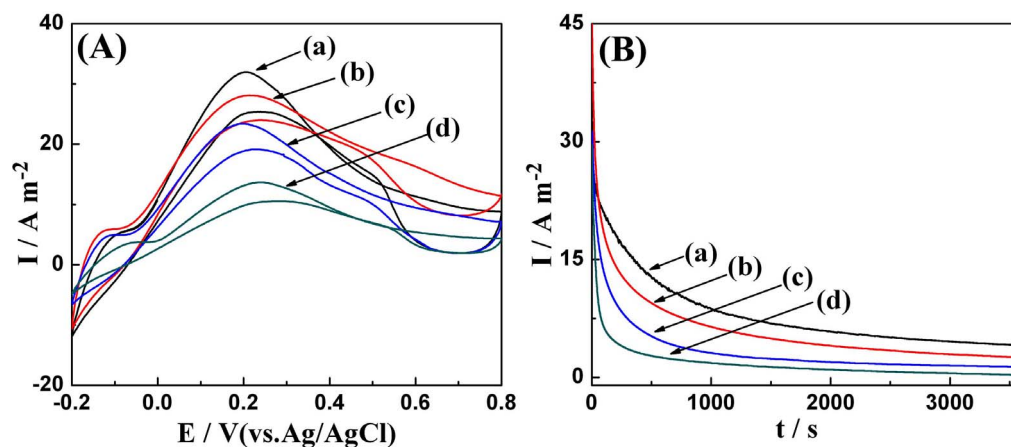 (A)
(a)
(b)
(c)
(d)
I / A m-2
40
20
0
-20
-0.2
0.0
0.2
0.4
0.6
0.8
E / V(vs.Ag/AgCl)
(B)
(a)
(b)
(c)
(d)
I / A m-2
45
30
15
0
0
1000
2000
3000
t / s